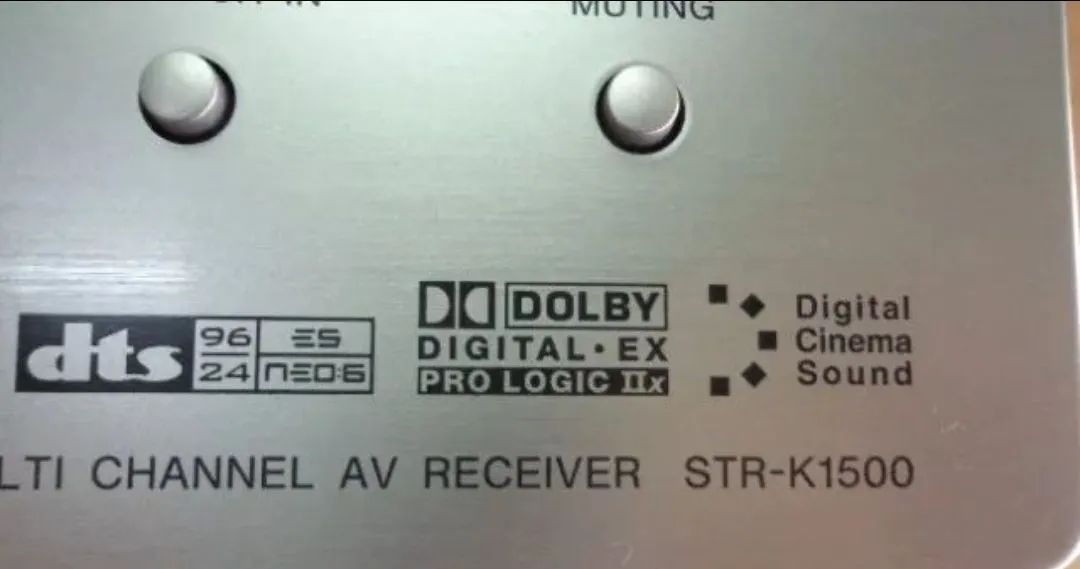 MUTING
dts 96 24 ES NEO:6
DOLBY
DIGITAL·EX
PRO LOGIC IIx
Digital
Cinema
Sound
LTI CHANNEL AV RECEIVER STR-K1500